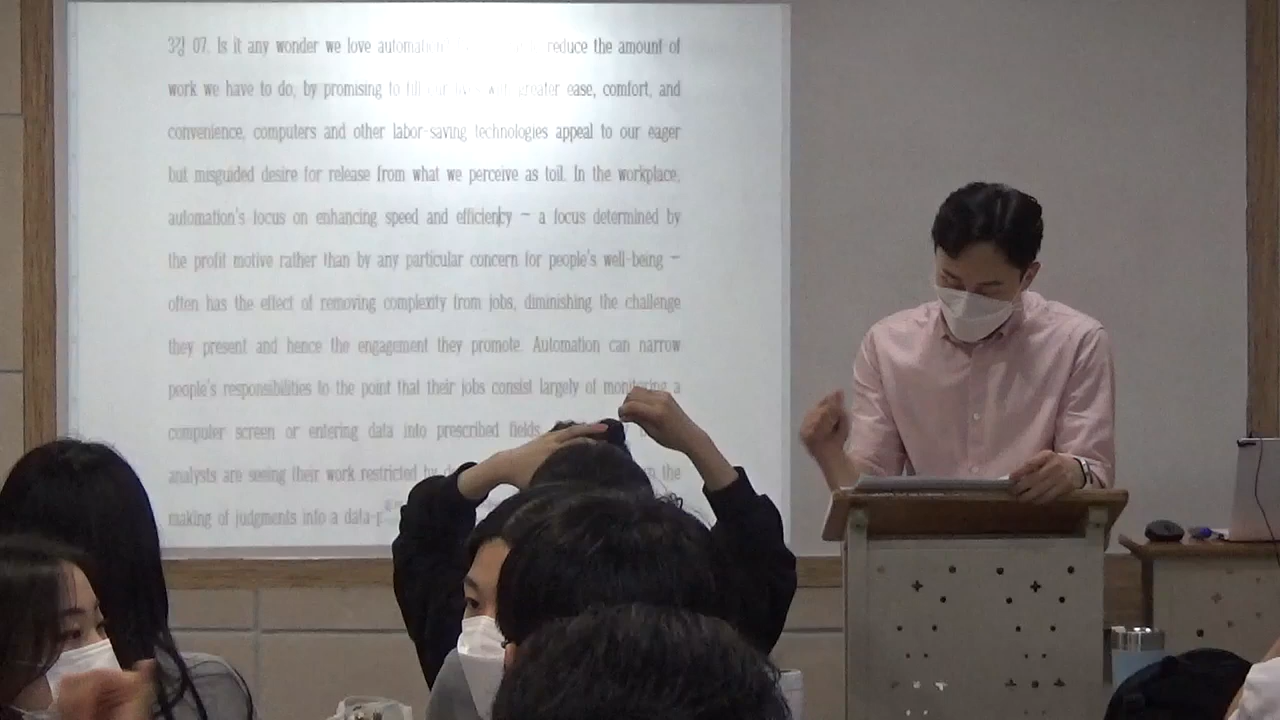 3강 07. Is it any wonder we love automation? reduce the amount of
work we have to do, by promising to fill our lives with greater ease, comfort, and
convenience, computers and other labor-saving technologies appeal to our eager
but misguided desire for release from what we perceive as toil. In the workplace,
automation's focus on enhancing speed and efficiency - a focus determined by
the profit motive rather than by any particular concern for people's well-being -
often has the effect of removing complexity from jobs, diminishing the challenge
they present and hence the engagement they promote. Automation can narrow
people's responsibilities to the point that their jobs consist largely of monitoring a
computer screen or entering data into prescribed fields
analysts are seeing their work restricted by the
making of judgments into a